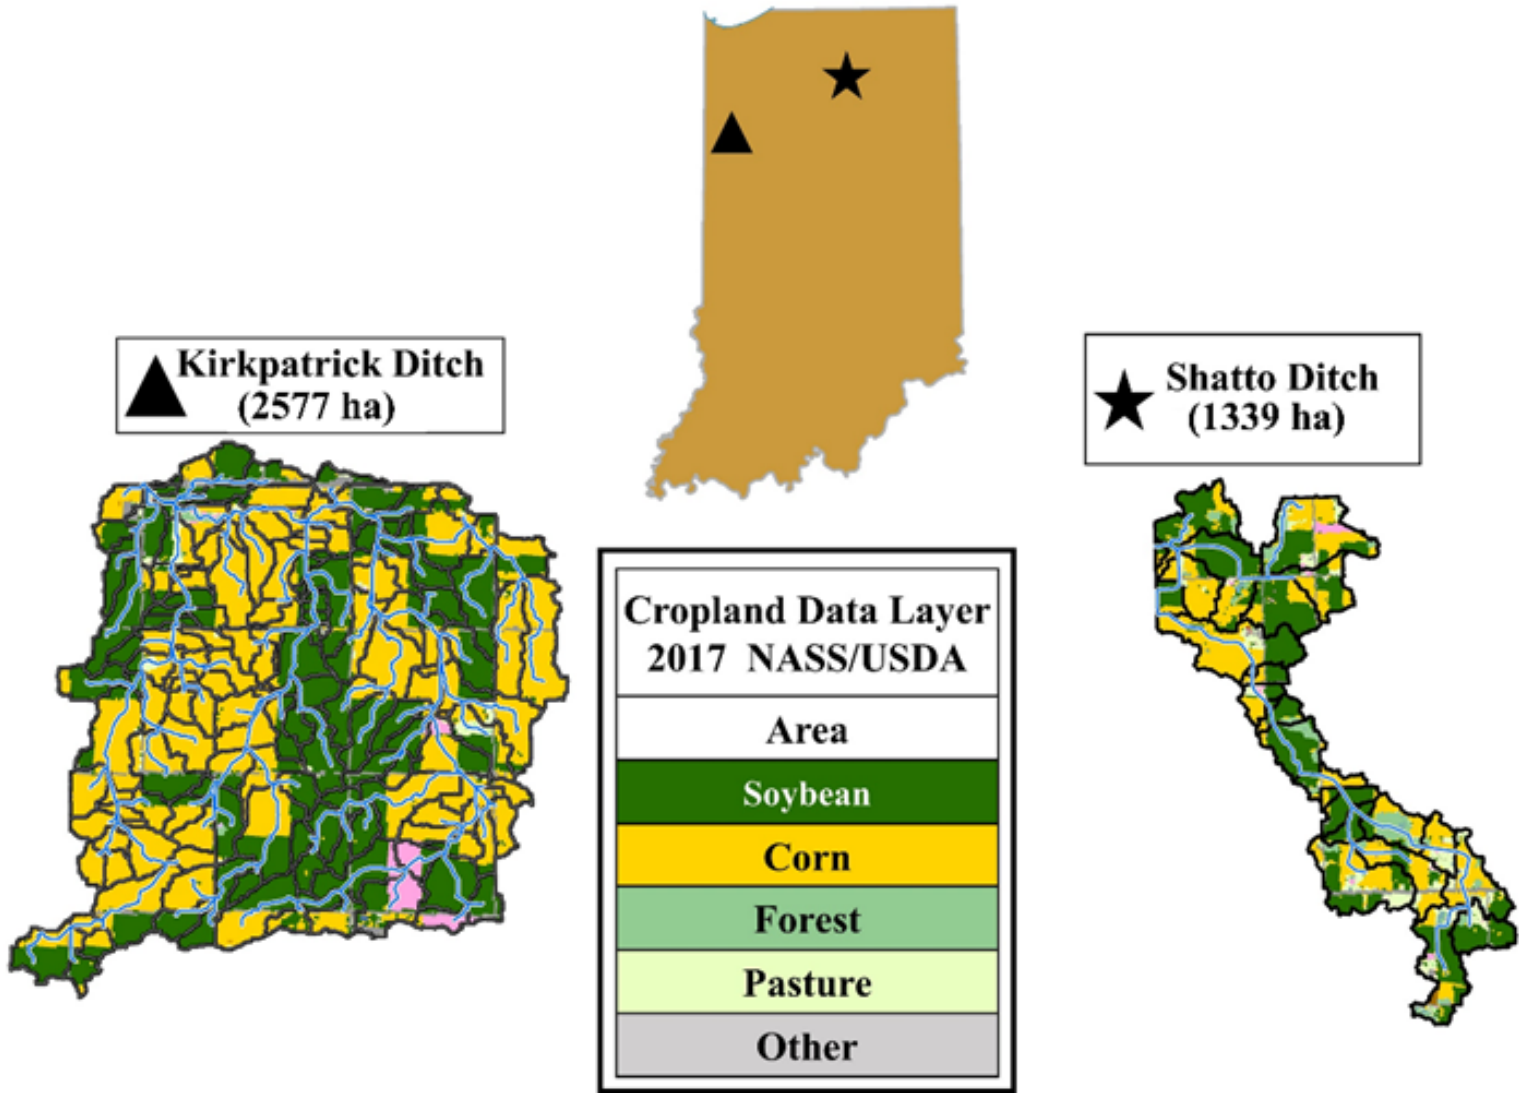 Kirkpatrick Ditch
(2577 ha)
Shatto Ditch
(1339 ha)
Cropland Data Layer
2017 NASS/USDA
Area
Soybean
Corn
Forest
Pasture
Other